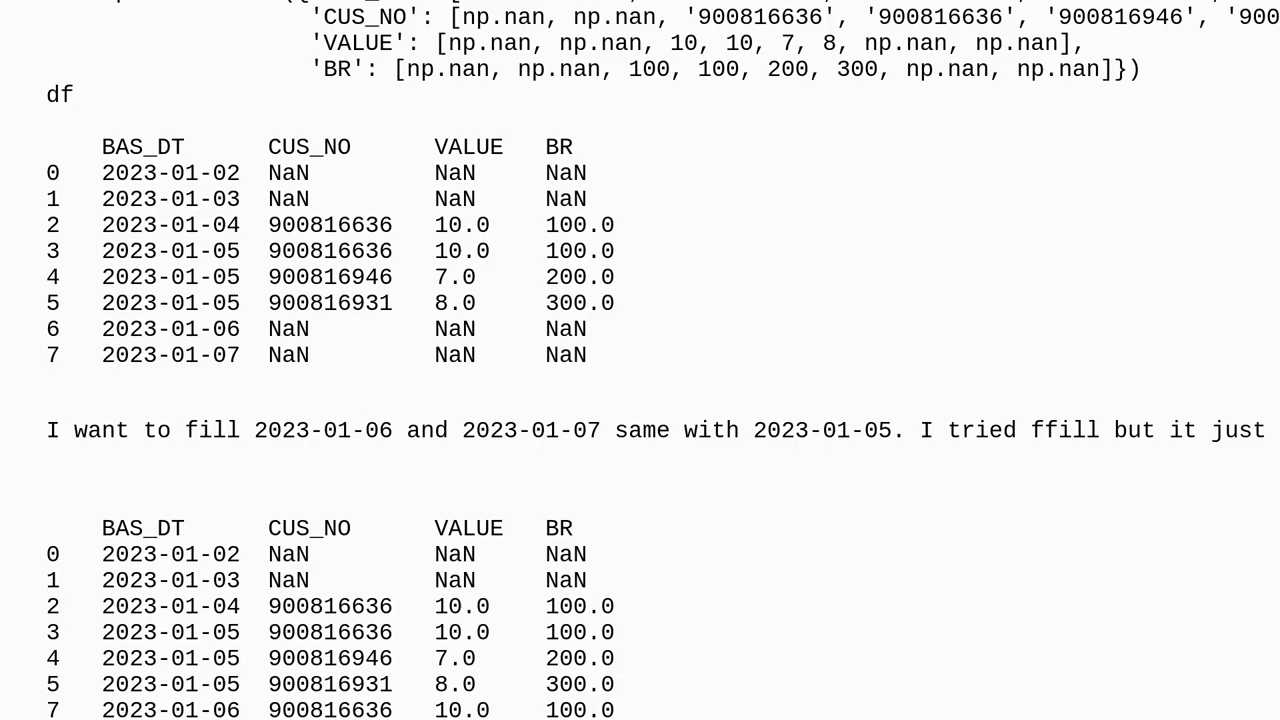 'CUS_NO': [np.nan, np.nan, '900816636', '900816636', '900816946', '900
'VALUE': [np.nan, np.nan, 10, 10, 7, 8, np.nan, np.nan],
'BR': [np.nan, np.nan, 100, 100, 200, 300, np.nan, np.nan]})
df
BAS_DT CUS_NO VALUE BR
0 2023-01-02 NaN NaN NaN
1 2023-01-03 NaN NaN NaN
2 2023-01-04 900816636 10.0 100.0
3 2023-01-05 900816636 10.0 100.0
4 2023-01-05 900816946 7.0 200.0
5 2023-01-05 900816931 8.0 300.0
6 2023-01-06 NaN NaN NaN
7 2023-01-07 NaN NaN NaN
I want to fill 2023-01-06 and 2023-01-07 same with 2023-01-05. I tried ffill but it just
BAS_DT CUS_NO VALUE BR
0 2023-01-02 NaN NaN NaN
1 2023-01-03 NaN NaN NaN
2 2023-01-04 900816636 10.0 100.0
3 2023-01-05 900816636 10.0 100.0
4 2023-01-05 900816946 7.0 200.0
5 2023-01-05 900816931 8.0 300.0
7 2023-01-06 900816636 10.0 100.0